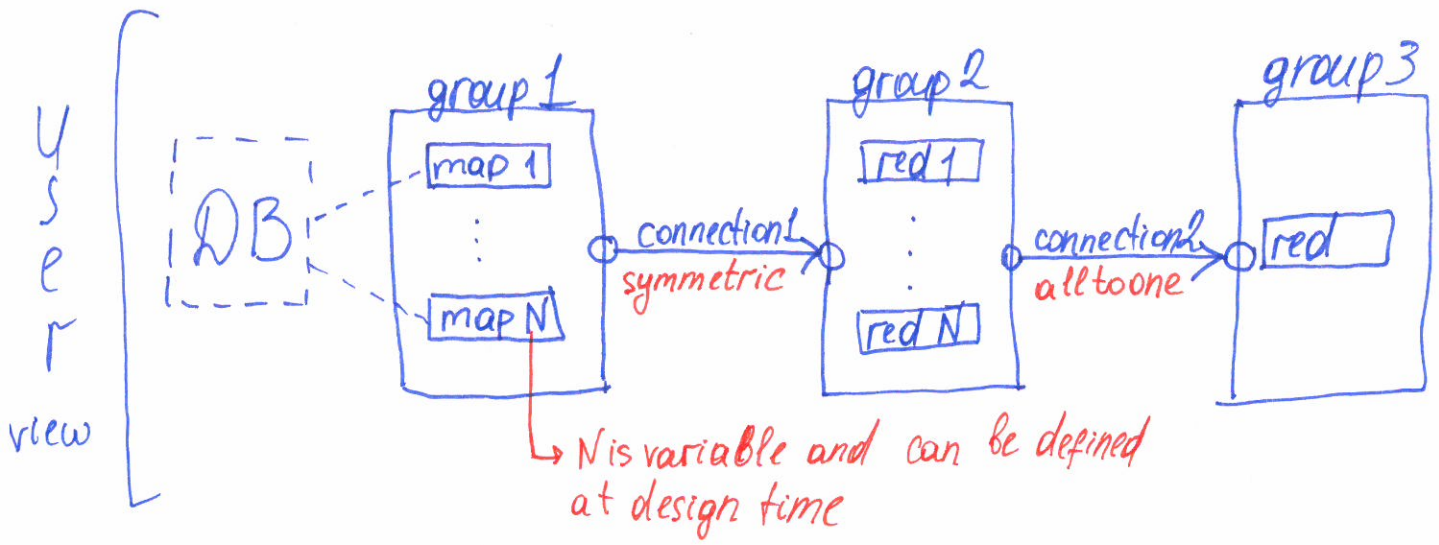 User
view
DB
group 1
map 1
map N
connection1
symmetric
group 2
red 1
red N
connection2
alltoone
group 3
red
N is variable and can be defined
at design time